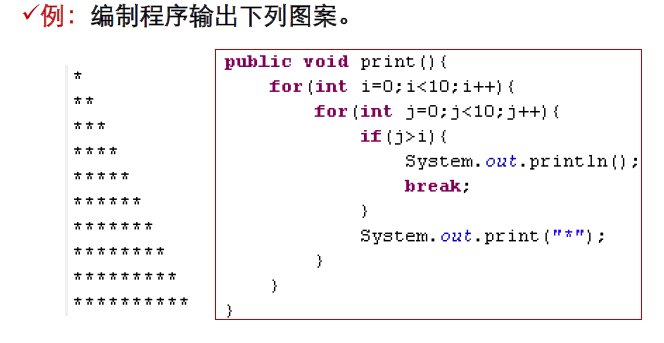 ✓例：编制程序输出下列图案。
*
**
***
****
*****
******
*******
********
*********
**********
public void print(){
    for(int i=0;i<10;i++){
        for(int j=0;j<10;j++){
            if(j>i){
                System.out.println();
                break;
            }
            System.out.print("*");
        }
    }
}